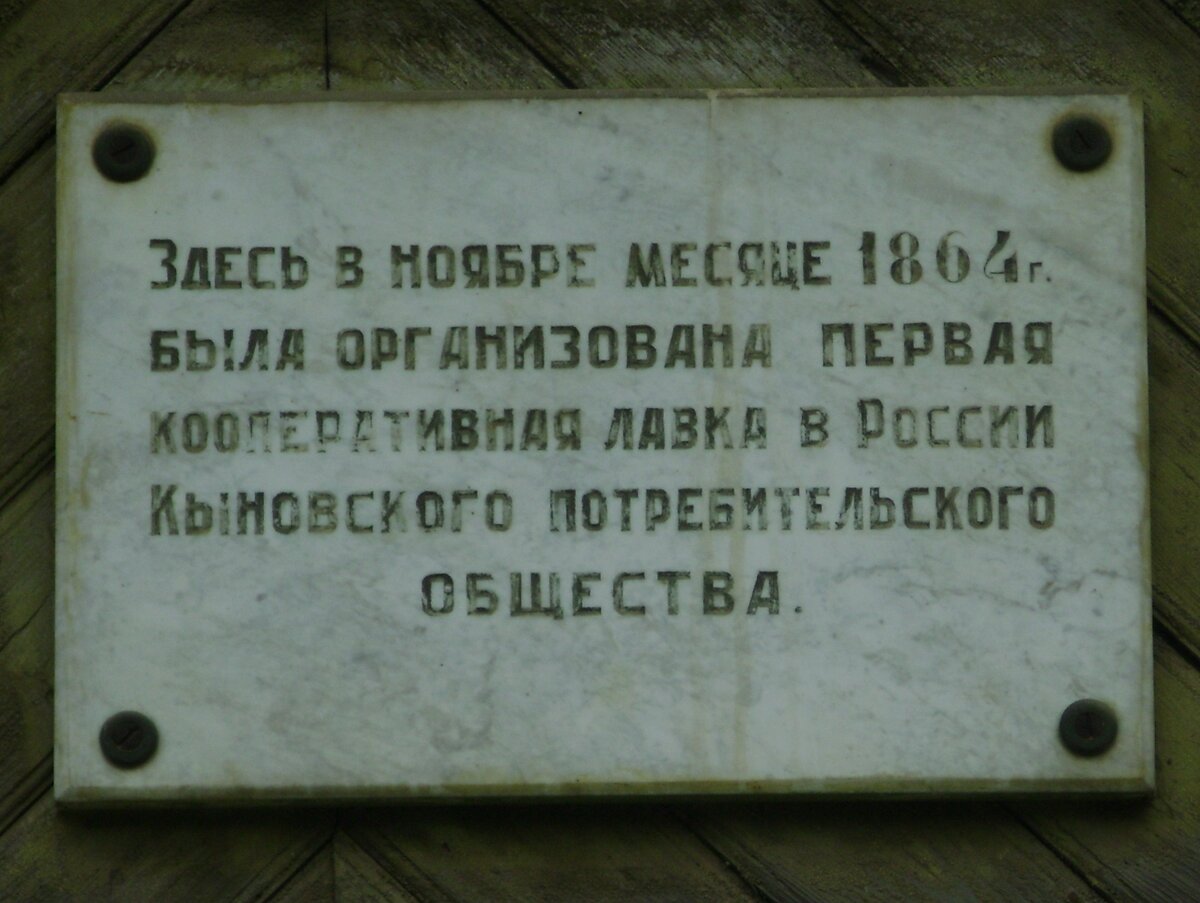 Здесь в ноябре месяце 1864 г.
была организована первая
кооперативная лавка в России
Кыновского потребительского
общества.